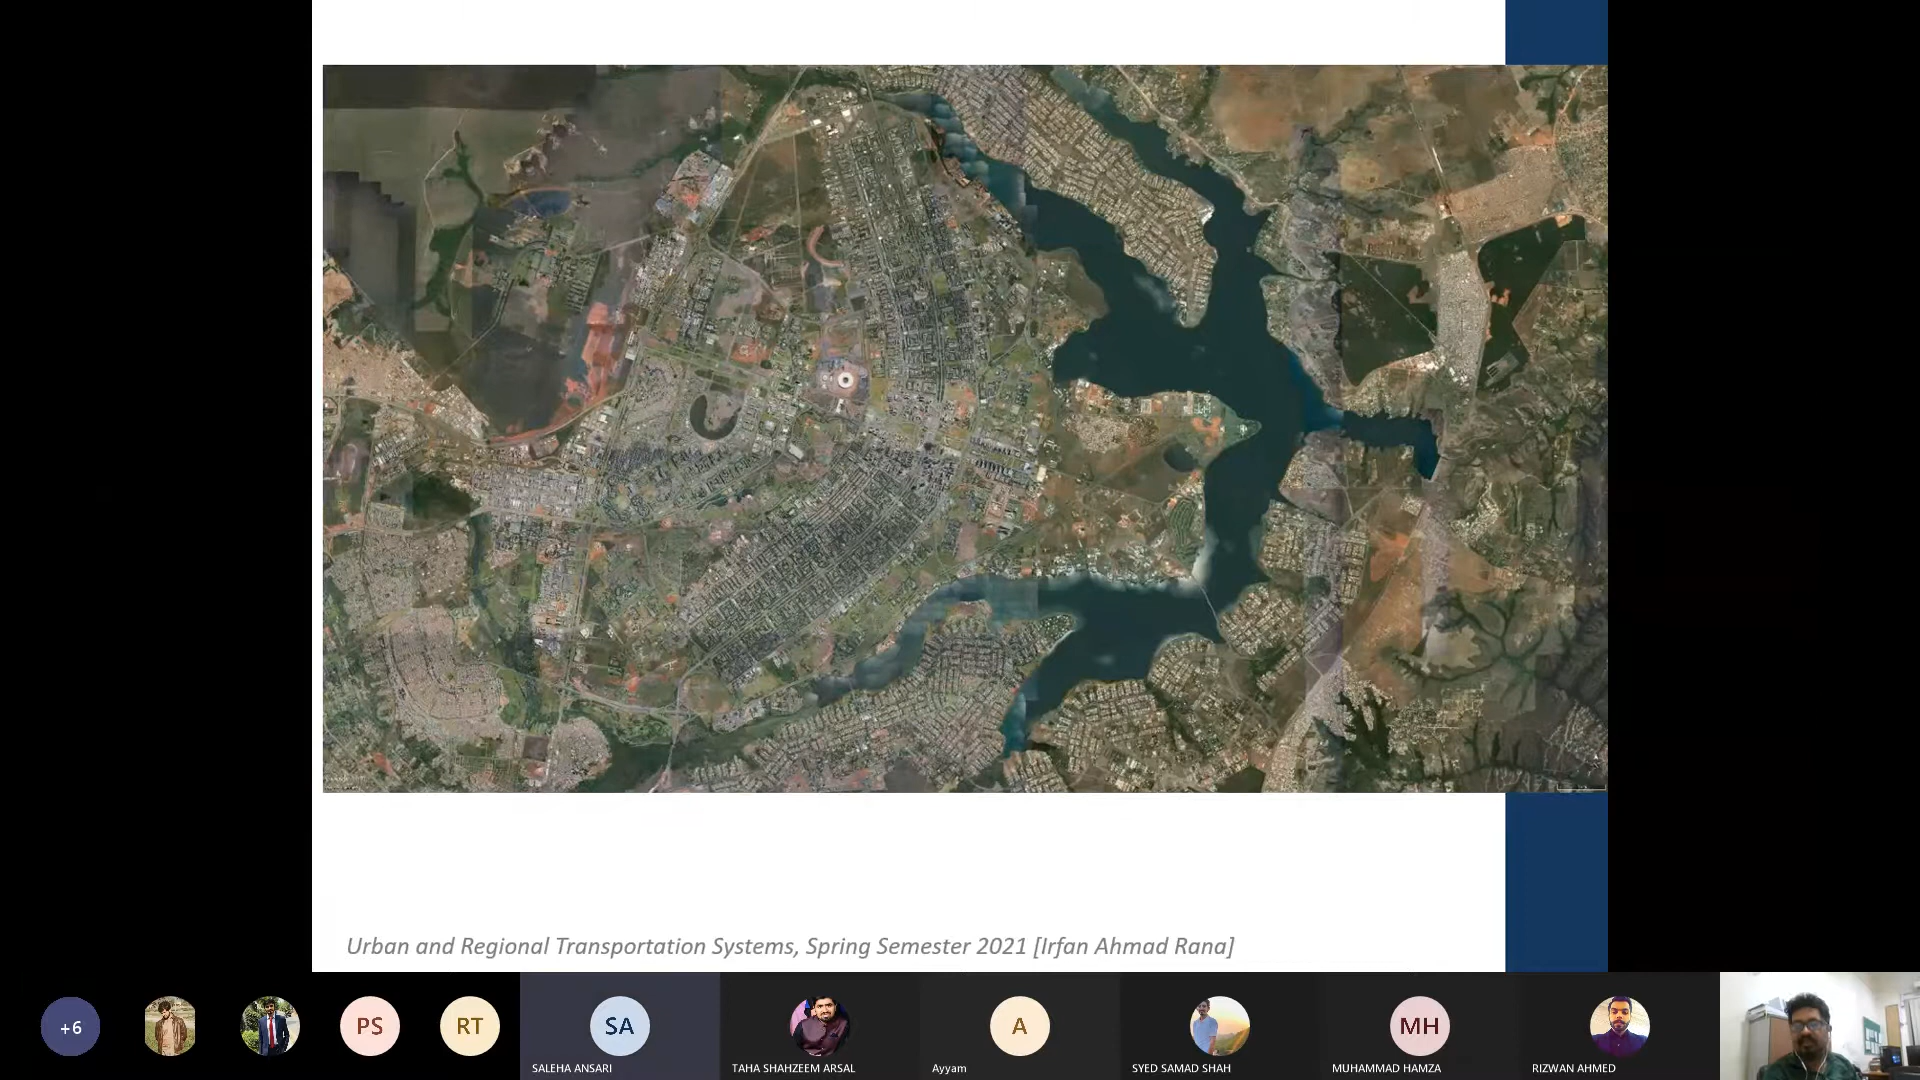 Urban and Regional Transportation Systems, Spring Semester 2021 [Irfan Ahmad Rana]
+6
PS
RT
SA
A
MH
SALEHA ANSARI
TAHA SHAHZEEM ARSAL
Ayyam
SYED SAMAD SHAH
MUHAMMAD HAMZA
RIZWAN AHMED